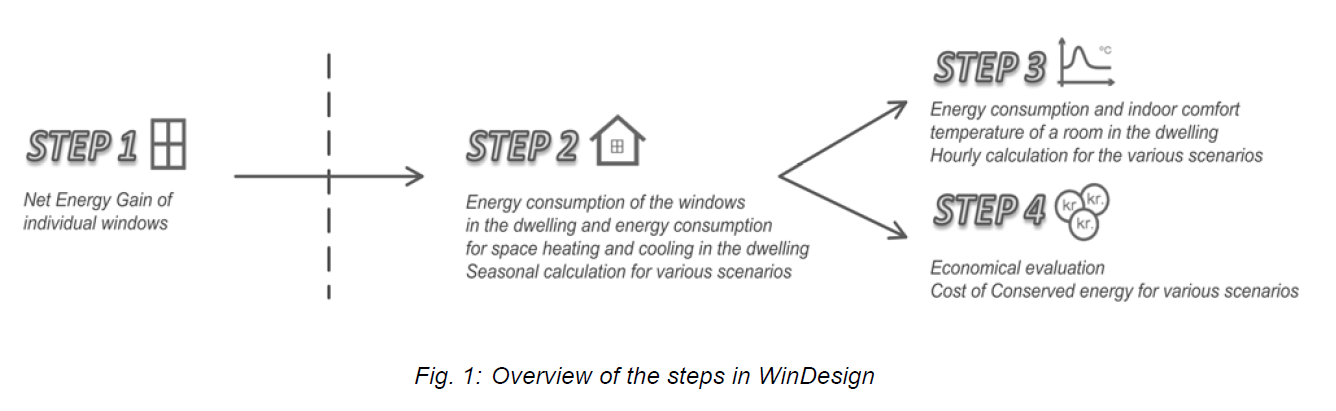 STEP 1
Net Energy Gain of
individual windows
STEP 2
Energy consumption of the windows
in the dwelling and energy consumption
for space heating and cooling in the dwelling
Seasonal calculation for various scenarios
STEP 3
°C
Energy consumption and indoor comfort
temperature of a room in the dwelling
Hourly calculation for the various scenarios
STEP 4
kr. kr.
kr.
Economical evaluation
Cost of Conserved energy for various scenarios
Fig. 1: Overview of the steps in WinDesign